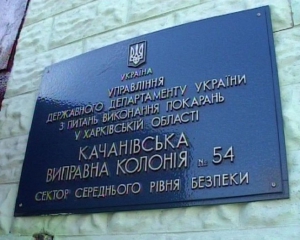 УКРАЇНА
УПРАВЛІННЯ
ДЕРЖАВНОГО ДЕПАРТАМЕНТУ УКРАЇНИ
З ПИТАНЬ ВИКОНАННЯ ПОКАРАНЬ
У ХАРКІВСЬКІЙ ОБЛАСТІ
КАЧАНІВСЬКА
ВИПРАВНА КОЛОНІЯ № 54
СЕКТОР СЕРЕДНЬОГО РІВНЯ БЕЗПЕКИ